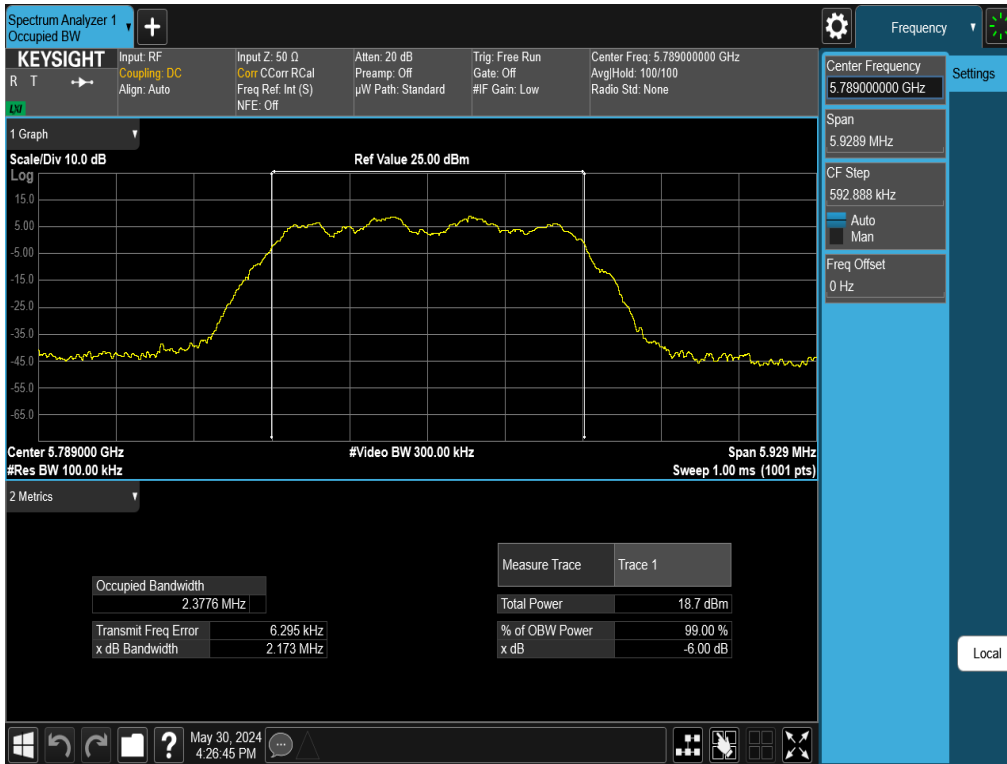 Spectrum Analyzer 1
Occupied BW
+
Frequency
KEYSIGHT
R T
LXI
Input: RF
Coupling: DC
Align: Auto
Input Z: 50 Ω
Corr CCorr RCal
Freq Ref: Int (S)
NFE: Off
Atten: 20 dB
Preamp: Off
µW Path: Standard
Trig: Free Run
Gate: Off
#IF Gain: Low
Center Freq: 5.789000000 GHz
Avg|Hold: 100/100
Radio Std: None
Center Frequency
5.789000000 GHz
Settings
Span
5.9289 MHz
CF Step
592.888 kHz
Auto
Man
Freq Offset
0 Hz
Local
1 Graph
Scale/Div 10.0 dB
Ref Value 25.00 dBm
Log
15.0
5.00
-5.00
-15.0
-25.0
-35.0
-45.0
-55.0
-65.0
Center 5.789000 GHz
#Video BW 300.00 kHz
Span 5.929 MHz
#Res BW 100.00 kHz
Sweep 1.00 ms (1001 pts)
2 Metrics
Measure Trace Trace 1
Occupied Bandwidth
2.3776 MHz
Total Power 18.7 dBm
Transmit Freq Error 6.295 kHz
% of OBW Power 99.00 %
x dB Bandwidth 2.173 MHz
x dB -6.00 dB
?
May 30, 2024
4:26:45 PM